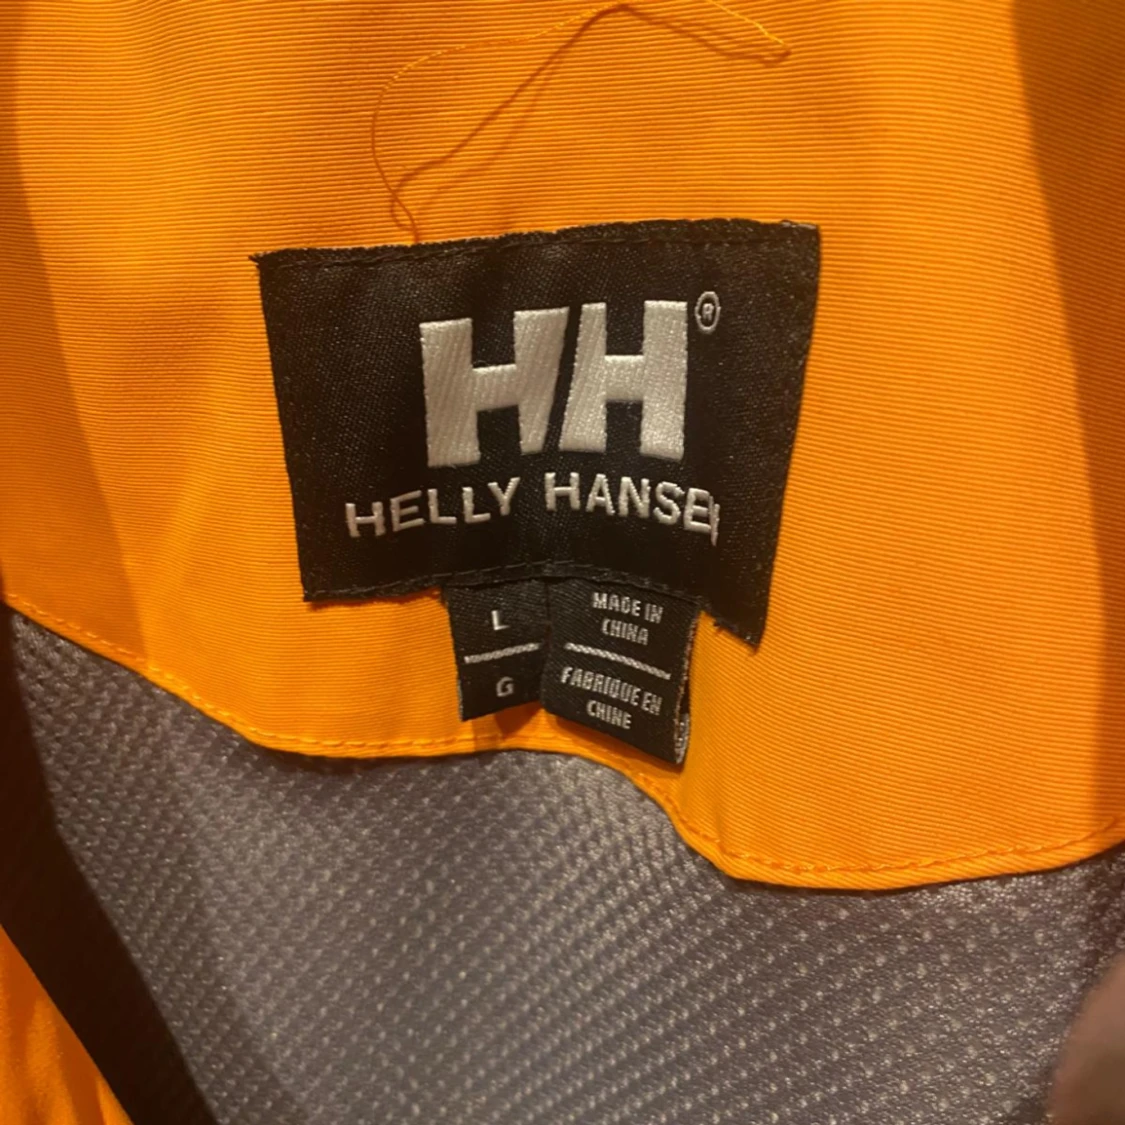 HH®
HELLY HANSEN
L
G
MADE IN
CHINA
FABRIQUE EN
CHINE